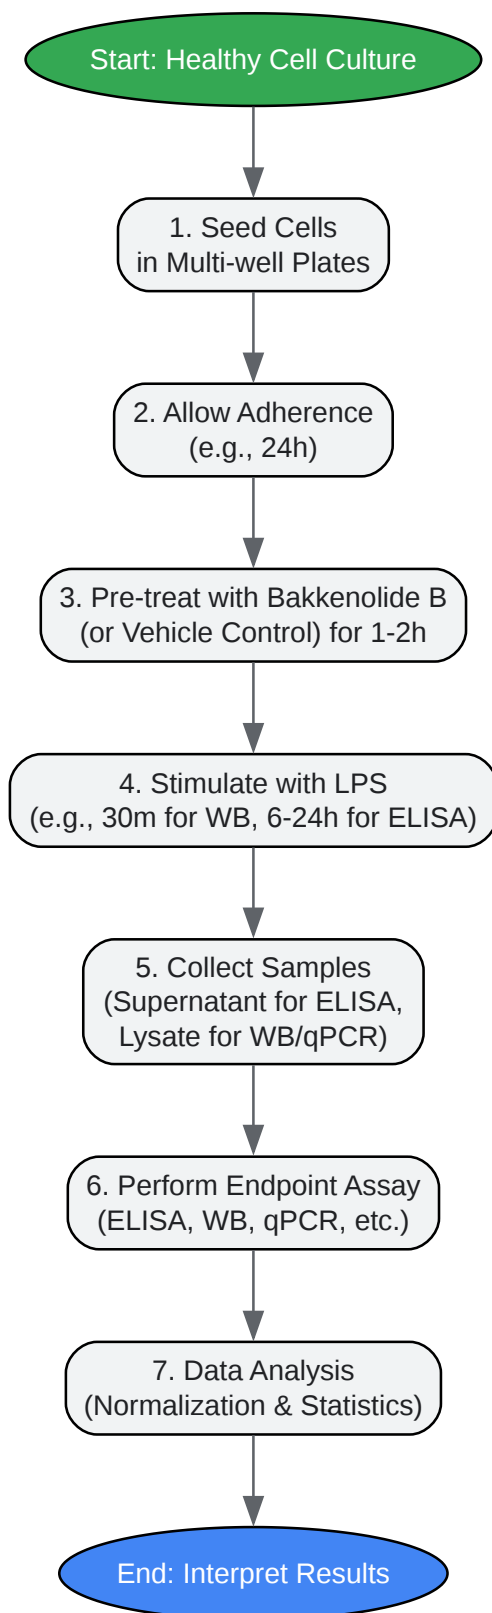 Start: Healthy Cell Culture
1. Seed Cells
in Multi-well Plates
2. Allow Adherence
(e.g., 24h)
3. Pre-treat with Bakkenolide B
(or Vehicle Control) for 1-2h
4. Stimulate with LPS
(e.g., 30m for WB, 6-24h for ELISA)
5. Collect Samples
(Supernatant for ELISA,
Lysate for WB/qPCR)
6. Perform Endpoint Assay
(ELISA, WB, qPCR, etc.)
7. Data Analysis
(Normalization & Statistics)
End: Interpret Results